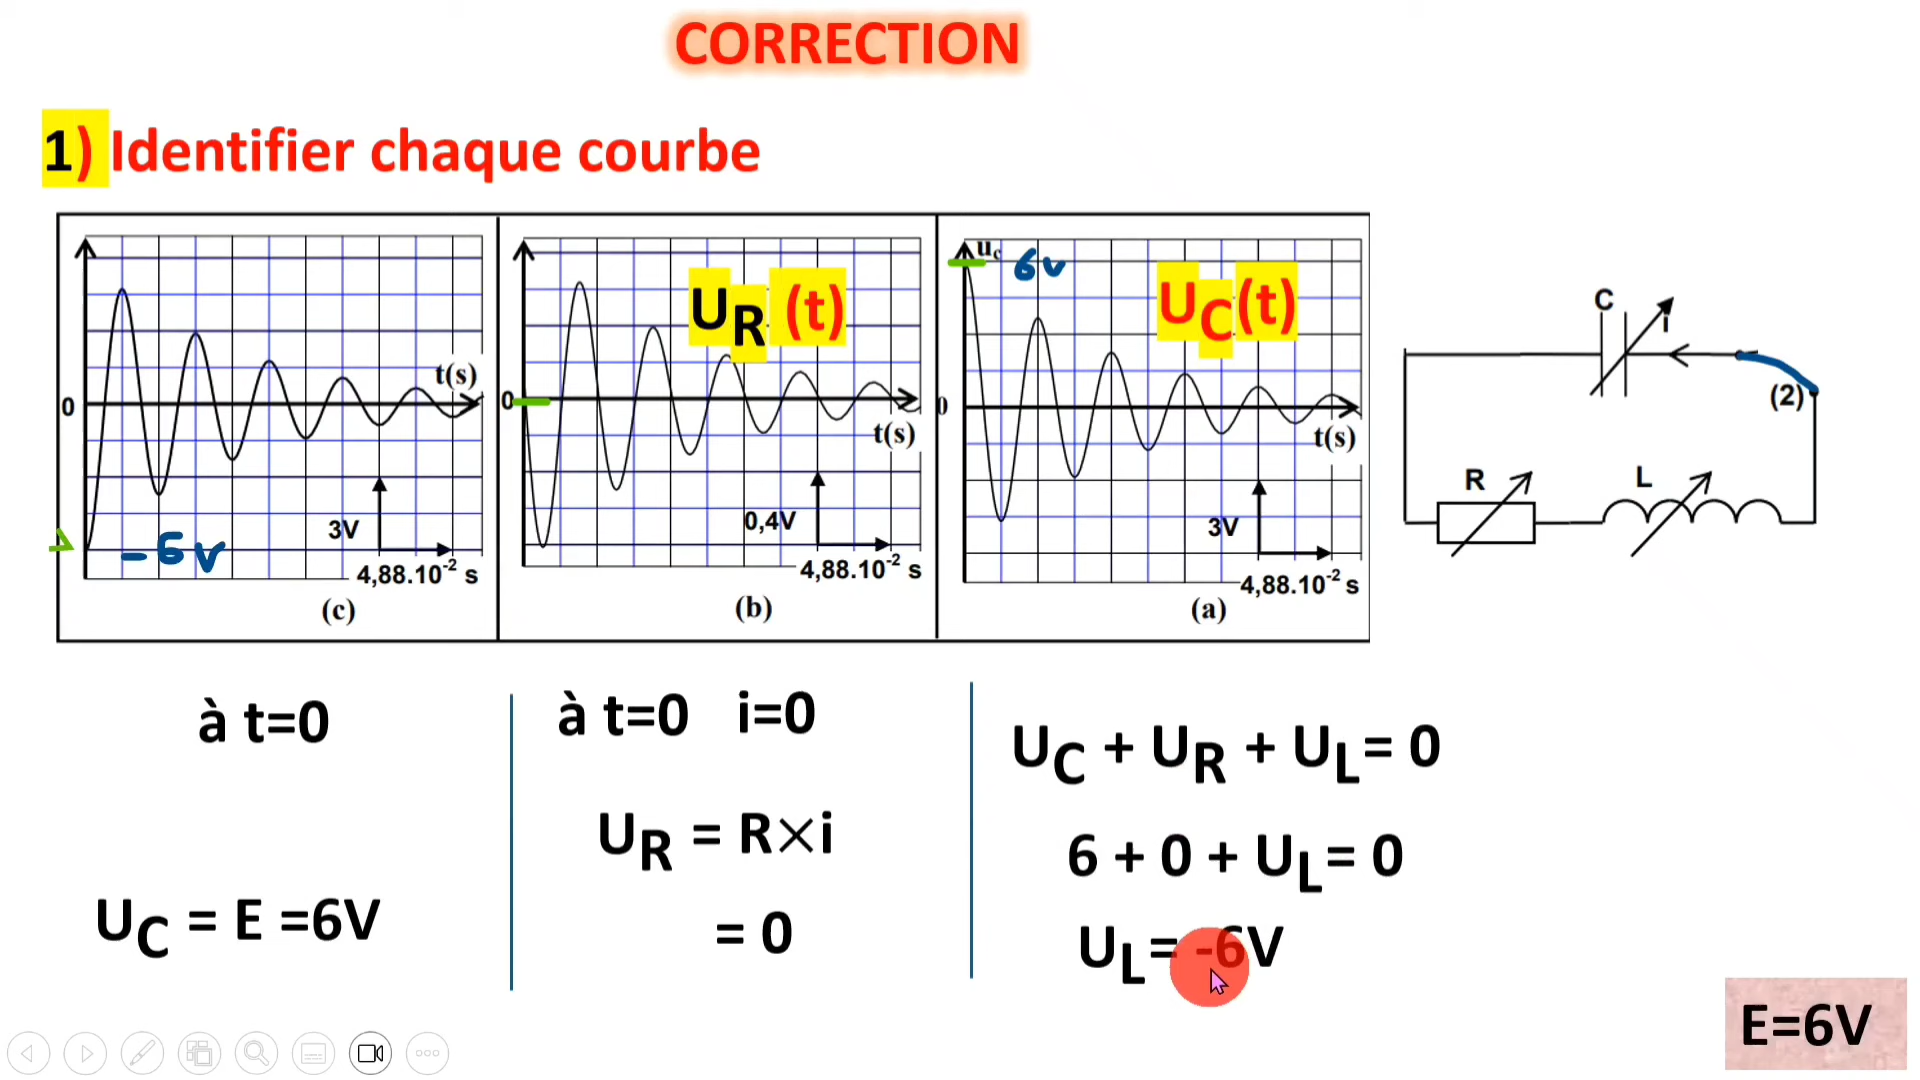 CORRECTION
1) Identifier chaque courbe
0
t(s)
3V
-6v
4,88.10-2 s
(c)
0
UR (t)
t(s)
0,4V
4,88.10-2 s
(b)
uc
6v
UC(t)
0
t(s)
3V
4,88.10-2 s
(a)
C
i
(2)
R
L
à t=0
UC = E =6V
à t=0 i=0
UR = R×i
= 0
UC + UR + UL= 0
6 + 0 + UL= 0
UL= -6V
E=6V